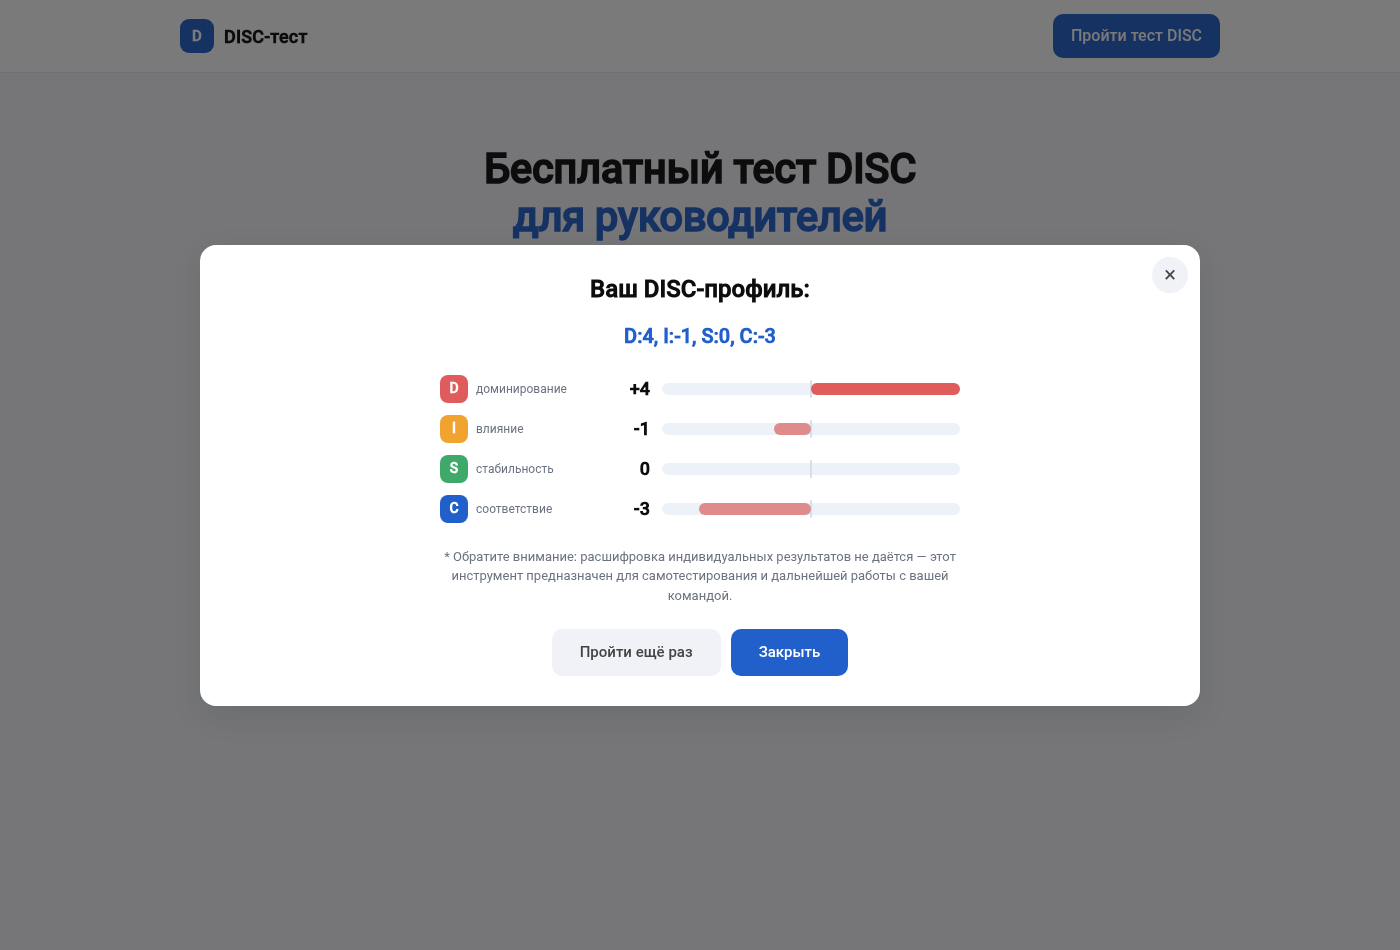 D DISC-тест
Пройти тест DISC
Бесплатный тест DISC
для руководителей
×
Ваш DISC-профиль:
D:4, I:-1, S:0, C:-3
D доминирование +4
I влияние -1
S стабильность 0
C соответствие -3
* Обратите внимание: расшифровка индивидуальных результатов не даётся — этот
инструмент предназначен для самотестирования и дальнейшей работы с вашей
командой.
Пройти ещё раз
Закрыть